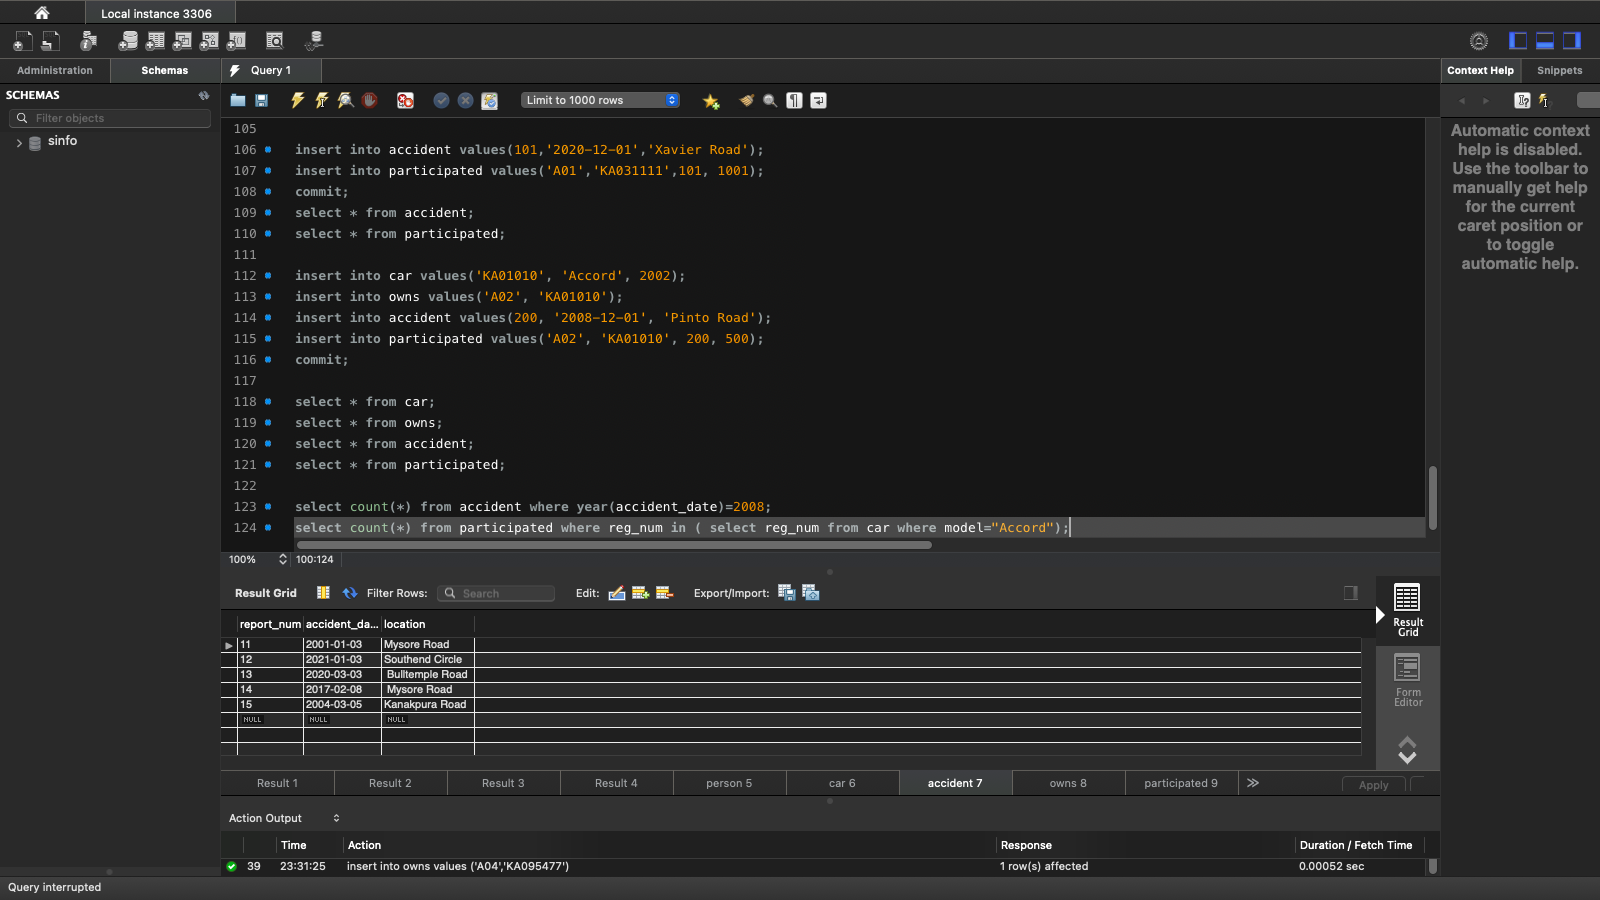 Local instance 3306
Administration
Schemas
Query 1
Context Help
Snippets
SCHEMAS
Filter objects
sinfo
Limit to 1000 rows
105
106 insert into accident values(101,'2020-12-01','Xavier Road');
107 insert into participated values('A01','KA031111',101, 1001);
108 commit;
109 select * from accident;
110 select * from participated;
111
112 insert into car values('KA01010', 'Accord', 2002);
113 insert into owns values('A02', 'KA01010');
114 insert into accident values(200, '2008-12-01', 'Pinto Road');
115 insert into participated values('A02', 'KA01010', 200, 500);
116 commit;
117
118 select * from car;
119 select * from owns;
120 select * from accident;
121 select * from participated;
122
123 select count(*) from accident where year(accident_date)=2008;
124 select count(*) from participated where reg_num in ( select reg_num from car where model="Accord");
Automatic context
help is disabled.
Use the toolbar to
manually get help
for the current
caret position or
to toggle
automatic help.
100% 100:124
Result Grid Filter Rows: Search Edit: Export/Import:
report_num accident_da... location
11 2001-01-03 Mysore Road
12 2021-01-03 Southend Circle
13 2020-03-03 Bulltemple Road
14 2017-02-08 Mysore Road
15 2004-03-05 Kanakpura Road
NULL NULL NULL
Result
Grid
Form
Editor
Result 1 Result 2 Result 3 Result 4 person 5 car 6 accident 7 owns 8 participated 9 Apply
Action Output
Time Action Response Duration / Fetch Time
39 23:31:25 insert into owns values ('A04','KA095477') 1 row(s) affected 0.00052 sec
Query interrupted